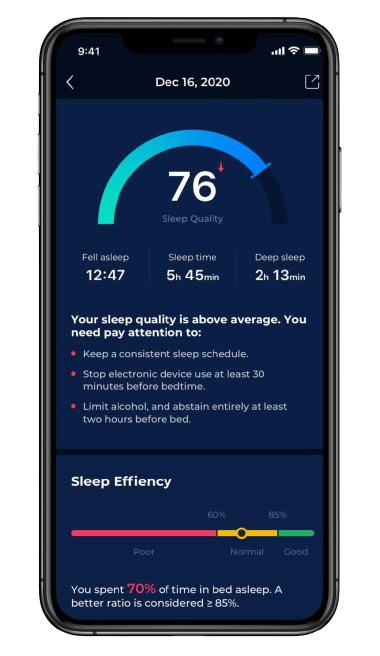 9:41
Dec 16, 2020
76
Sleep Quality
Fell asleep Sleep time Deep sleep
12:47 5h 45min 2h 13min
Your sleep quality is above average. You
need pay attention to:
Keep a consistent sleep schedule.
Stop electronic device use at least 30
minutes before bedtime.
Limit alcohol, and abstain entirely at least
two hours before bed.
Sleep Effiency
60% 85%
Poor Normal Good
You spent 70% of time in bed asleep. A
better ratio is considered ≥ 85%.